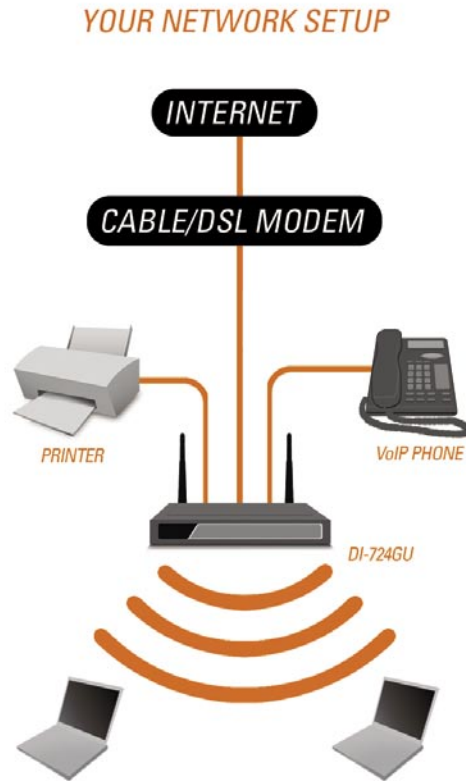 YOUR NETWORK SETUP
INTERNET
CABLE/DSL MODEM
PRINTER
VoIP PHONE
DI-724GU